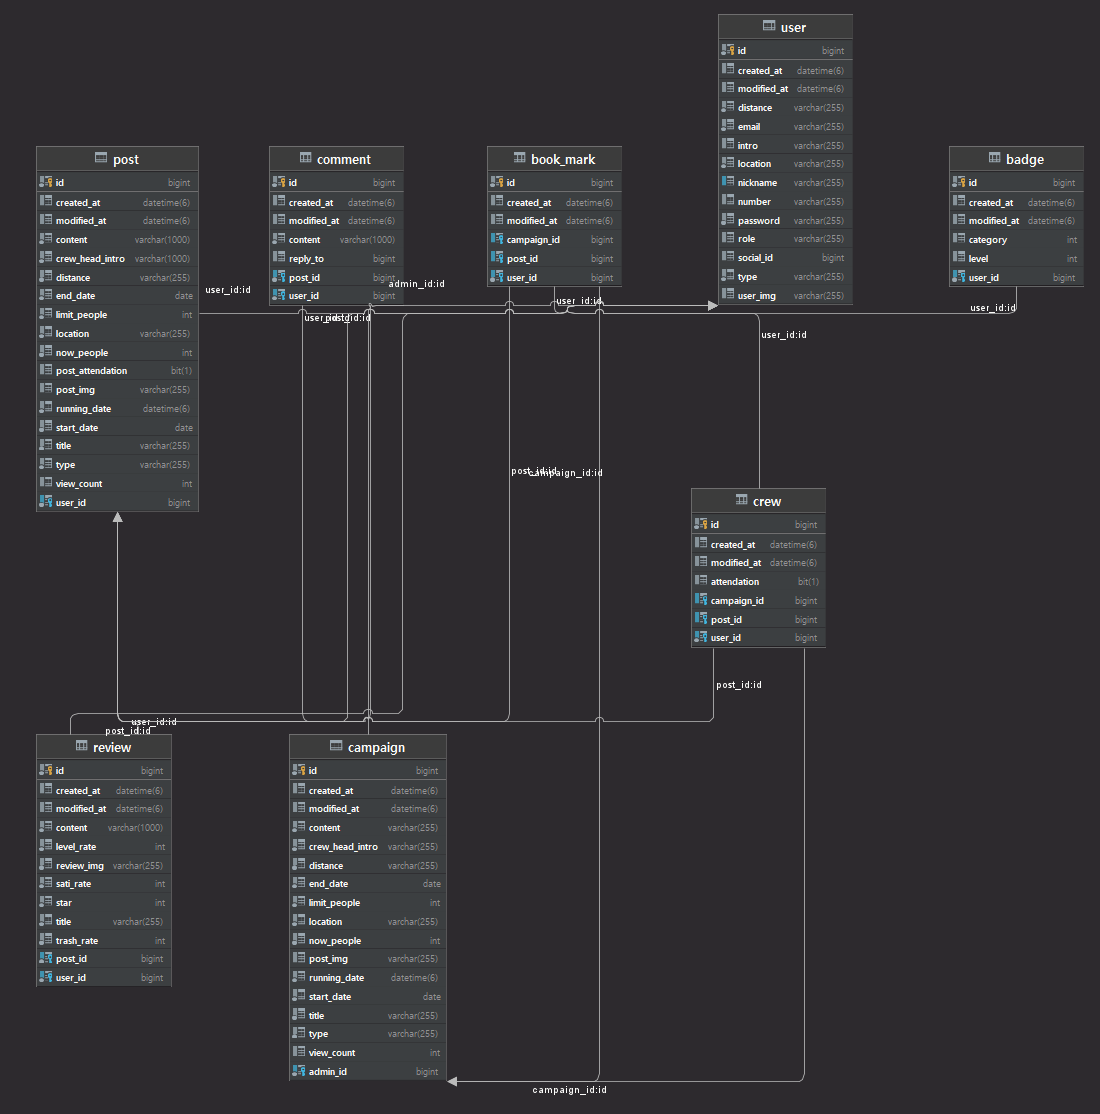 user
id bigint
created_at datetime(6)
modified_at datetime(6)
distance varchar(255)
email varchar(255)
intro varchar(255)
location varchar(255)
nickname varchar(255)
number varchar(255)
password varchar(255)
role varchar(255)
social_id bigint
type varchar(255)
user_img varchar(255)
post
id bigint
created_at datetime(6)
modified_at datetime(6)
content varchar(1000)
crew_head_intro varchar(1000)
distance varchar(255)
end_date date
limit_people int
location varchar(255)
now_people int
post_attendation bit(1)
post_img varchar(255)
running_date datetime(6)
start_date date
title varchar(255)
type varchar(255)
view_count int
user_id bigint
comment
id bigint
created_at datetime(6)
modified_at datetime(6)
content varchar(1000)
reply_to bigint
post_id bigint
user_id bigint
book_mark
id bigint
created_at datetime(6)
modified_at datetime(6)
campaign_id bigint
post_id bigint
user_id bigint
badge
id bigint
created_at datetime(6)
modified_at datetime(6)
category int
level int
user_id bigint
user_id:id
admin_id:id
user_id:id
user_id:id
user_id:id
post_id:id
user_id:id
post_id:id
campaign_id:id
crew
id bigint
created_at datetime(6)
modified_at datetime(6)
attendation bit(1)
campaign_id bigint
post_id bigint
user_id bigint
post_id:id
user_id:id
post_id:id
review
id bigint
created_at datetime(6)
modified_at datetime(6)
content varchar(1000)
level_rate int
review_img varchar(255)
sati_rate int
star int
title varchar(255)
trash_rate int
post_id bigint
user_id bigint
campaign
id bigint
created_at datetime(6)
modified_at datetime(6)
content varchar(255)
crew_head_intro varchar(255)
distance varchar(255)
end_date date
limit_people int
location varchar(255)
now_people int
post_img varchar(255)
running_date datetime(6)
start_date date
title varchar(255)
type varchar(255)
view_count int
admin_id bigint
campaign_id:id